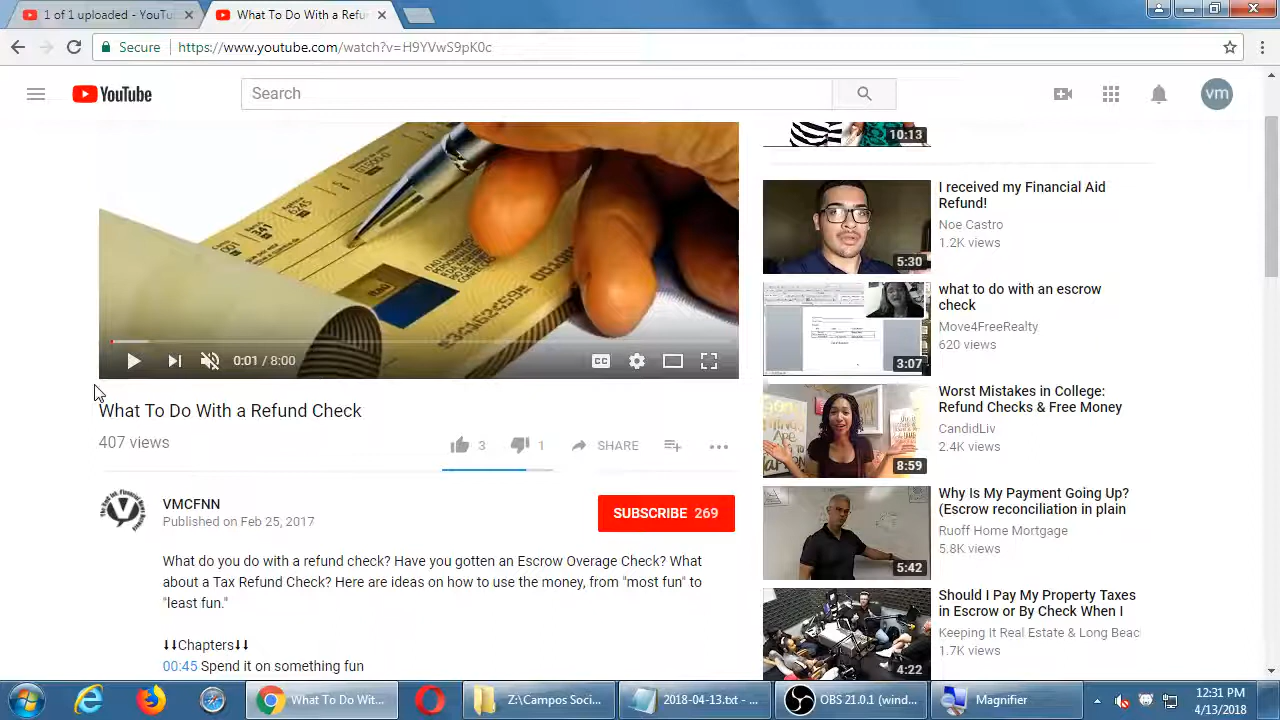 1 of 1 uploaded - YouTu
What To Do With a Refu
Secure
https://www.youtube.com/watch?v=H9YVwS9pK0c
YouTube
Search
vm
10:13
I received my Financial Aid
Refund!
Noe Castro
1.2K views
5:30
what to do with an escrow
check
Move4FreeRealty
620 views
3:07
Worst Mistakes in College:
Refund Checks & Free Money
CandidLiv
2.4K views
8:59
Why Is My Payment Going Up?
(Escrow reconciliation in plain
Ruoff Home Mortgage
5.8K views
5:42
Should I Pay My Property Taxes
in Escrow or By Check When I
Keeping It Real Estate & Long Beac
1.7K views
4:22
0:01 / 8:00
CC
What To Do With a Refund Check
407 views
3
1
SHARE
VMCFNN
Published on Feb 25, 2017
SUBSCRIBE 269
What do you do with a refund check? Have you gotten an Escrow Overage Check? What
about a Tax Refund Check? Here are ideas on how to use the money, from "most fun" to
"least fun."
↓↓Chapters↓↓
00:45 Spend it on something fun
What To Do Wit...
Z:\Campos Soci...
2018-04-13.txt - ...
OBS 21.0.1 (wind...
Magnifier
12:31 PM
4/13/2018